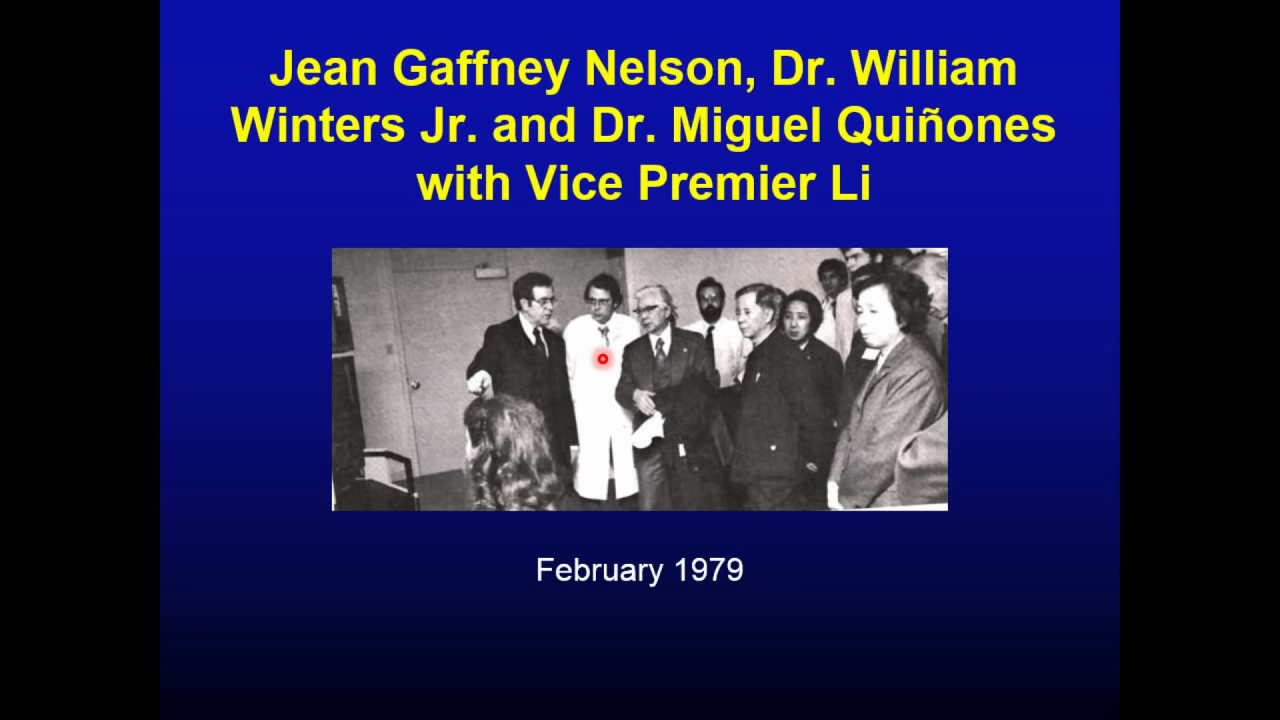 Jean Gaffney Nelson, Dr. William
Winters Jr. and Dr. Miguel Quiñones
with Vice Premier Li
February 1979